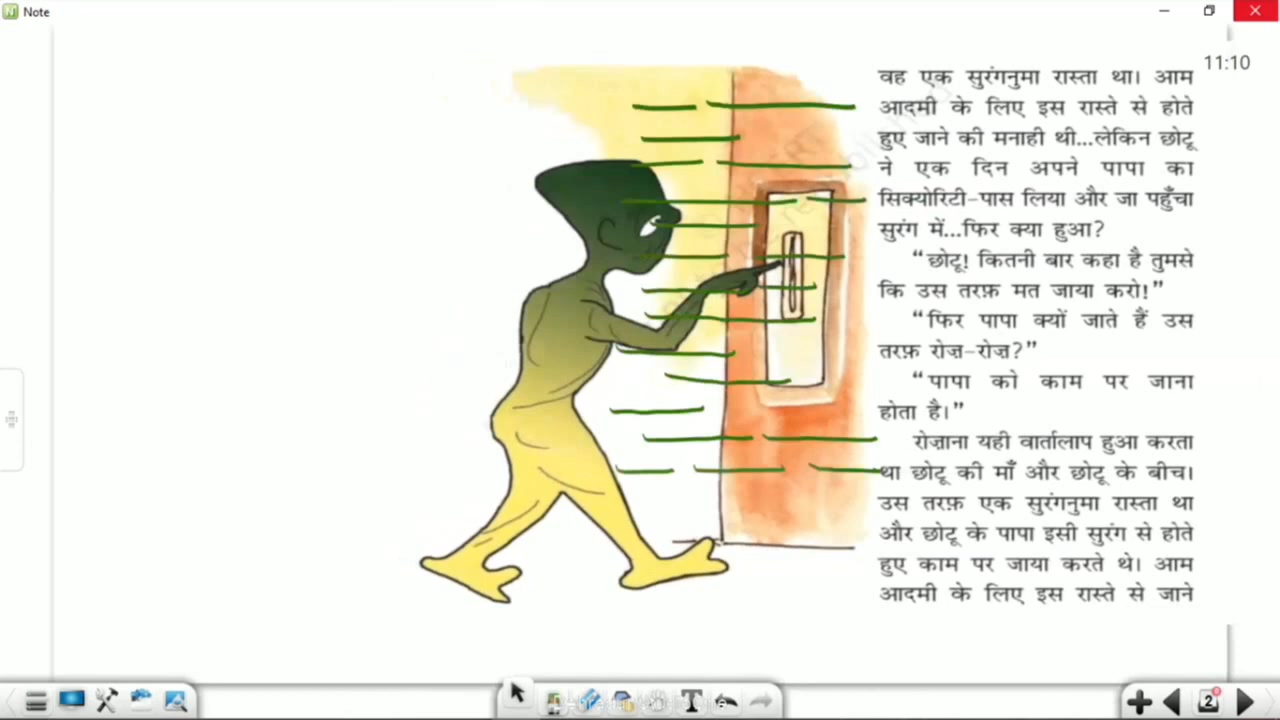 Note
11:10
वह एक सुरंगनुमा रास्ता था। आम
आदमी के लिए इस रास्ते से होते
हुए जाने की मनाही थी...लेकिन छोटू
ने एक दिन अपने पापा का
सिक्योरिटी-पास लिया और जा पहुँचा
सुरंग में...फिर क्या हुआ?
“छोटू! कितनी बार कहा है तुमसे
कि उस तरफ़ मत जाया करो!”
“फिर पापा क्यों जाते हैं उस
तरफ़ रोज़-रोज़?”
“पापा को काम पर जाना
होता है।”
रोज़ाना यही वार्तालाप हुआ करता
था छोटू की माँ और छोटू के बीच।
उस तरफ़ एक सुरंगनुमा रास्ता था
और छोटू के पापा इसी सुरंग से होते
हुए काम पर जाया करते थे। आम
आदमी के लिए इस रास्ते से जाने
2